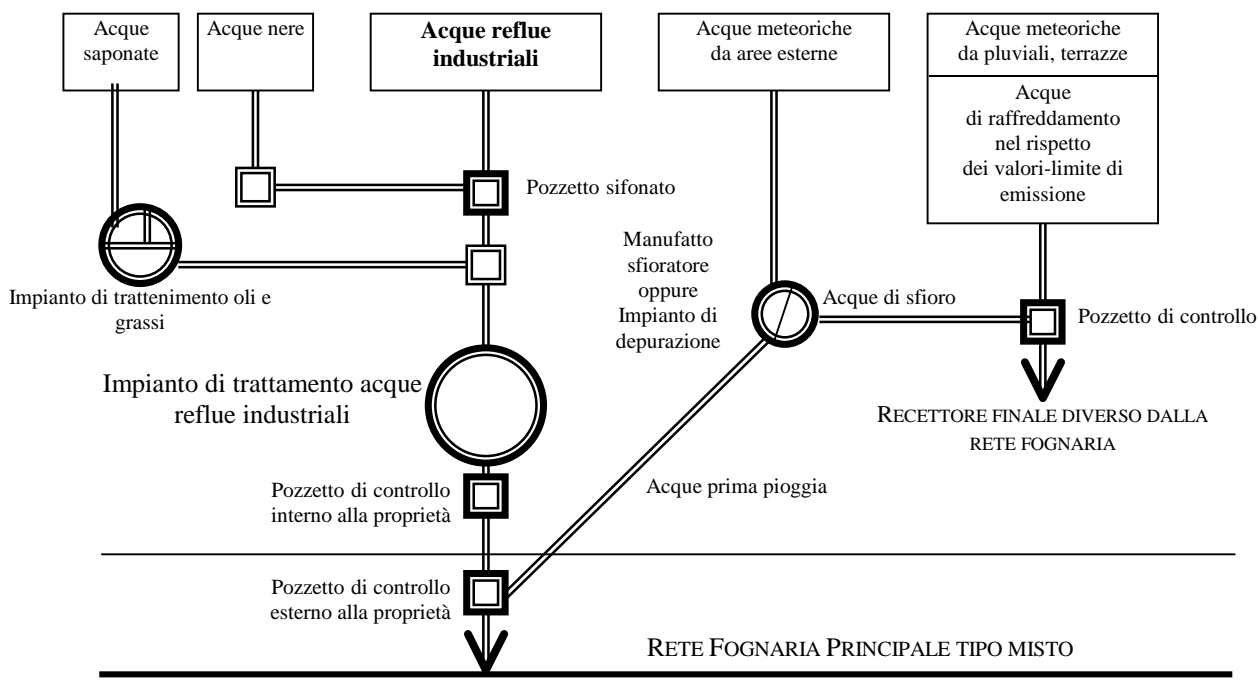 Acque
saponate
Acque nere
Acque reflue
industriali
Acque meteoriche
da aree esterne
Acque meteoriche
da pluviali, terrazze
Acque
di raffreddamento
nel rispetto
dei valori-limite di
emissione
Pozzetto sifonato
Manufatto
sfioratore
oppure
Impianto di
depurazione
Acque di sfioro
Pozzetto di controllo
Impianto di trattenimento oli e
grassi
Impianto di trattamento acque
reflue industriali
RECETTORE FINALE DIVERSO DALLA
RETE FOGNARIA
Pozzetto di controllo
interno alla proprietà
Acque prima pioggia
Pozzetto di controllo
esterno alla proprietà
RETE FOGNARIA PRINCIPALE TIPO MISTO